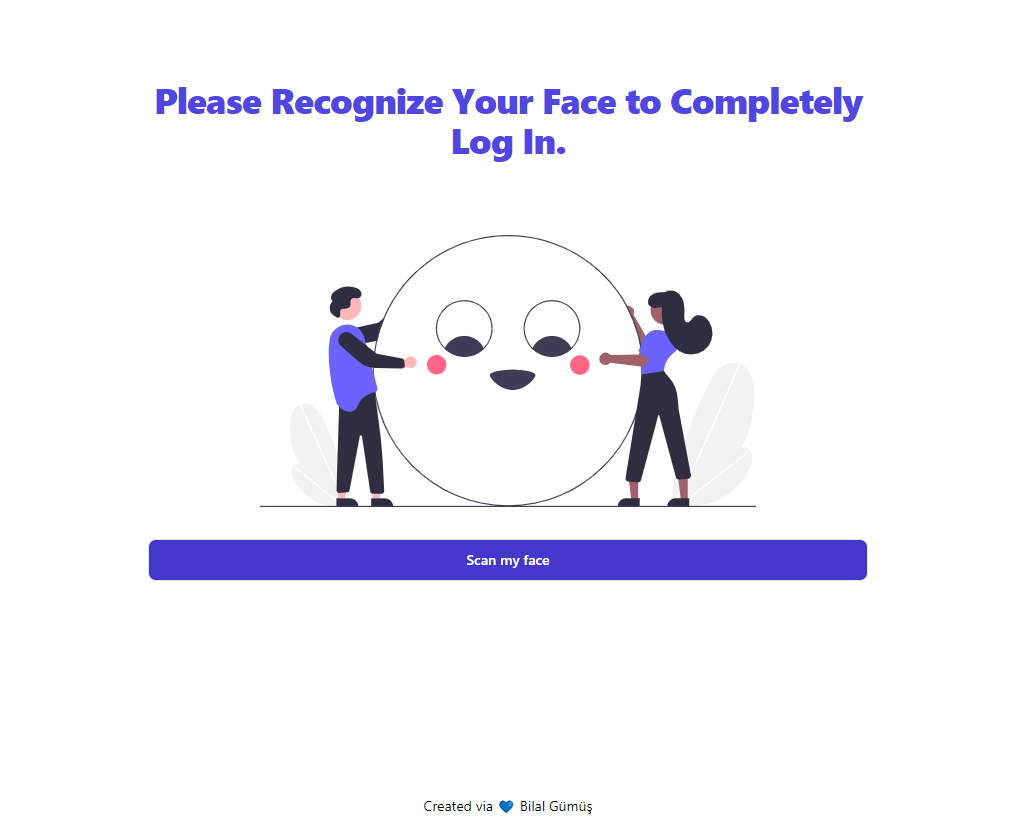 Please Recognize Your Face to Completely
Log In.
Scan my face
Created via 💙 Bilal Gümüş